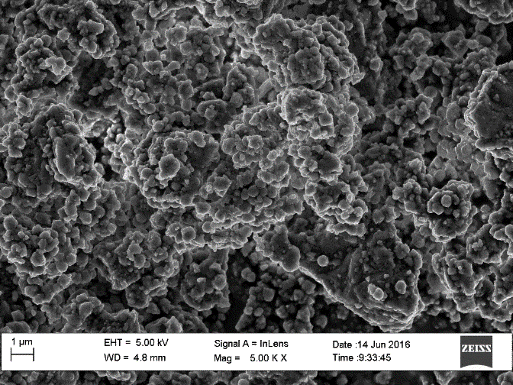 1 µm
EHT = 5.00 kV
Signal A = InLens
Date :14 Jun 2016
ZEISS
WD = 4.8 mm
Mag = 5.00 K X
Time :9:33:45